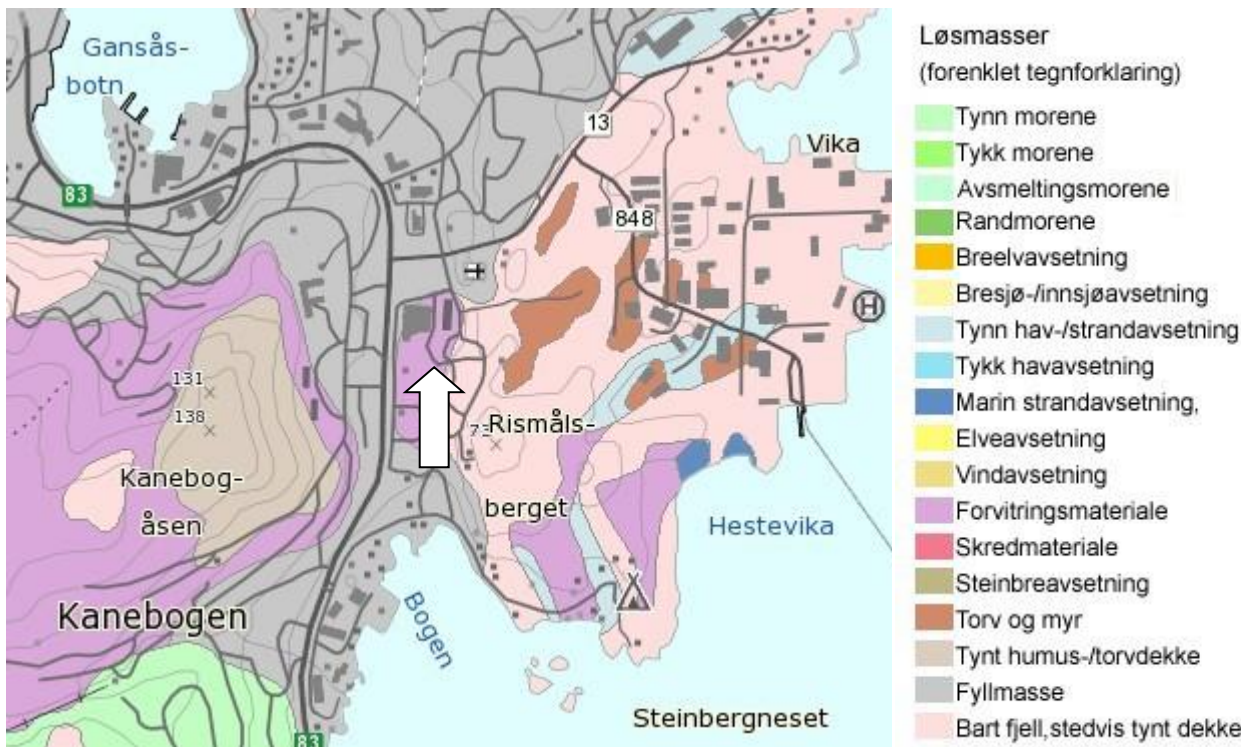 Gansås-
botn
83
13
Vika
848
H
131
138
Kanebog-
åsen
73
Rismåls-
berget
Hestevika
Kanebogen
Bogen
Steinbergneset
83
Løsmasser
(forenklet tegnforklaring)
Tynn morene
Tykk morene
Avsmeltingsmorene
Randmorene
Breelvavsetning
Bresjø-/innsjøavsetning
Tynn hav-/strandavsetning
Tykk havavsetning
Marin strandavsetning,
Elveavsetning
Vindavsetning
Forvitringsmateriale
Skredmateriale
Steinbreavsetning
Torv og myr
Tynt humus-/torvdekke
Fyllmasse
Bart fjell,stedvis tynt dekke